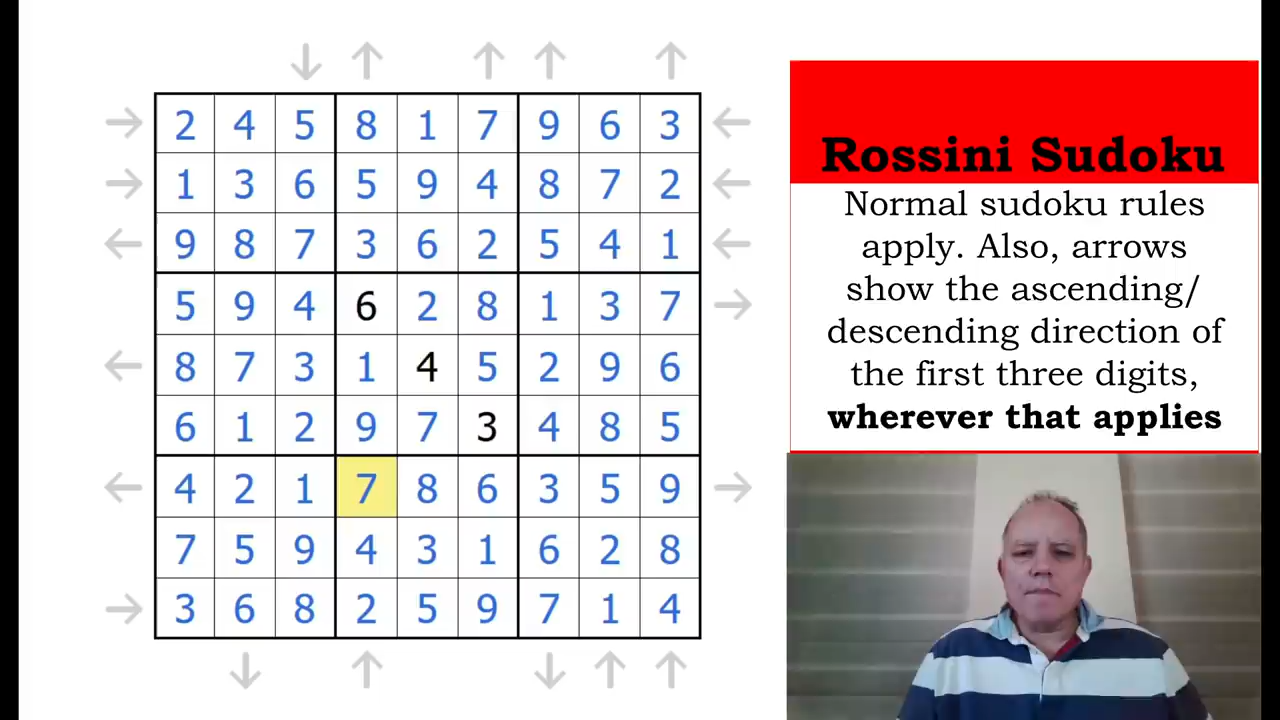 Rossini Sudoku
Normal sudoku rules
apply. Also, arrows
show the ascending/
descending direction of
the first three digits,
wherever that applies
↓ ↑ ↑ ↑ ↑
→ 2 4 5 8 1 7 9 6 3 ←
→ 1 3 6 5 9 4 8 7 2 ←
← 9 8 7 3 6 2 5 4 1 ←
5 9 4 6 2 8 1 3 7 →
← 8 7 3 1 4 5 2 9 6
6 1 2 9 7 3 4 8 5
← 4 2 1 7 8 6 3 5 9 →
7 5 9 4 3 1 6 2 8
→ 3 6 8 2 5 9 7 1 4
↓ ↑ ↓ ↑ ↑